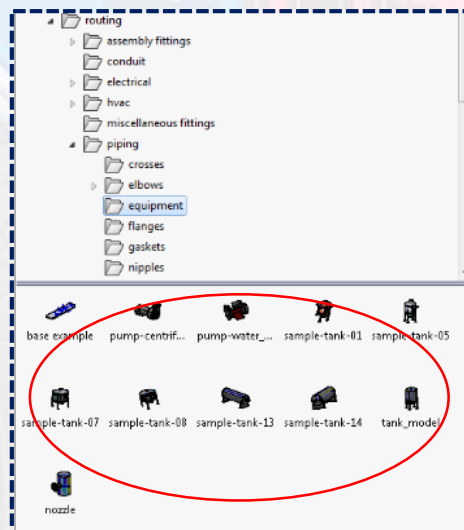 routing
assembly fittings
conduit
electrical
hvac
miscellaneous fittings
piping
crosses
elbows
equipment
flanges
gaskets
nipples
base example pump-centrif... pump-water_... sample-tank-01 sample-tank-05
sample-tank-07 sample-tank-08 sample-tank-13 sample-tank-14 tank_model
nozzle